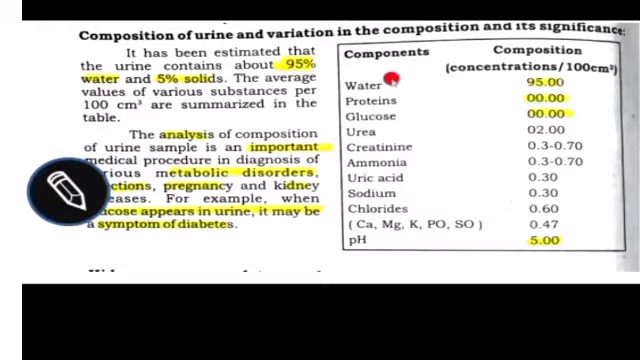 Composition of urine and variation in the composition and its significance:
It has been estimated that
the urine contains about 95%
water and 5% solids. The average
values of various substances per
100 cm³ are summarized in the
table.
The analysis of composition
of urine sample is an important
medical procedure in diagnosis of
metabolic disorders,
pregnancy and kidney
For example, when
appears in urine, it may be
a symptom of diabetes.
Components Composition
(concentrations/100cm³)
Water 95.00
Proteins 00.00
Glucose 00.00
Urea 02.00
Creatinine 0.3-0.70
Ammonia 0.3-0.70
Uric acid 0.30
Sodium 0.30
Chlorides 0.60
( Ca, Mg, K, PO, SO ) 0.47
pH 5.00